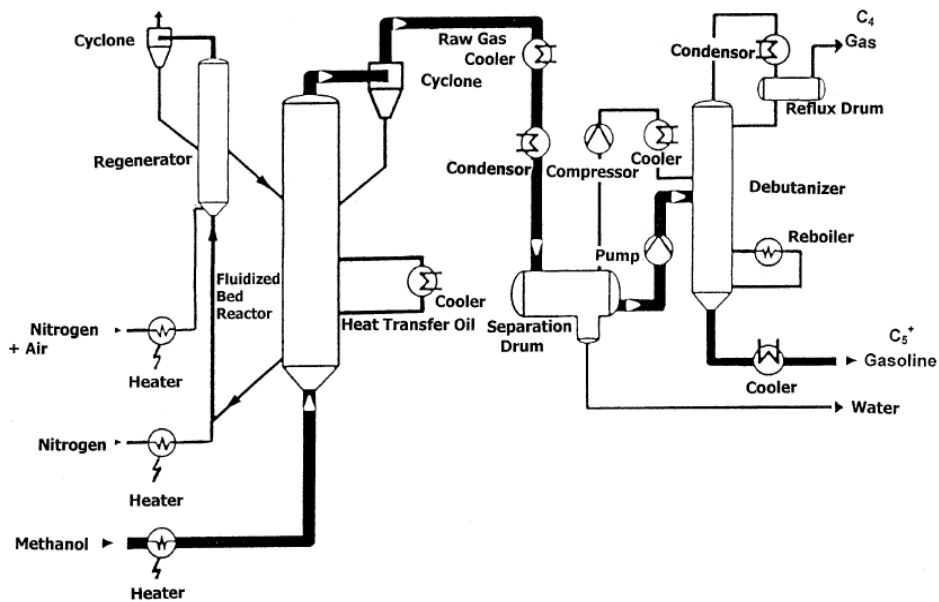 Cyclone
Regenerator
Nitrogen
+ Air
Heater
Nitrogen
Heater
Methanol
Heater
Fluidized
Bed
Reactor
Cooler
Heat Transfer Oil
Raw Gas
Cooler
Cyclone
Condensor
Separation
Drum
Compressor
Cooler
Pump
Condensor
C4
Gas
Reflux Drum
Debutanizer
Reboiler
C5+
Gasoline
Cooler
Water